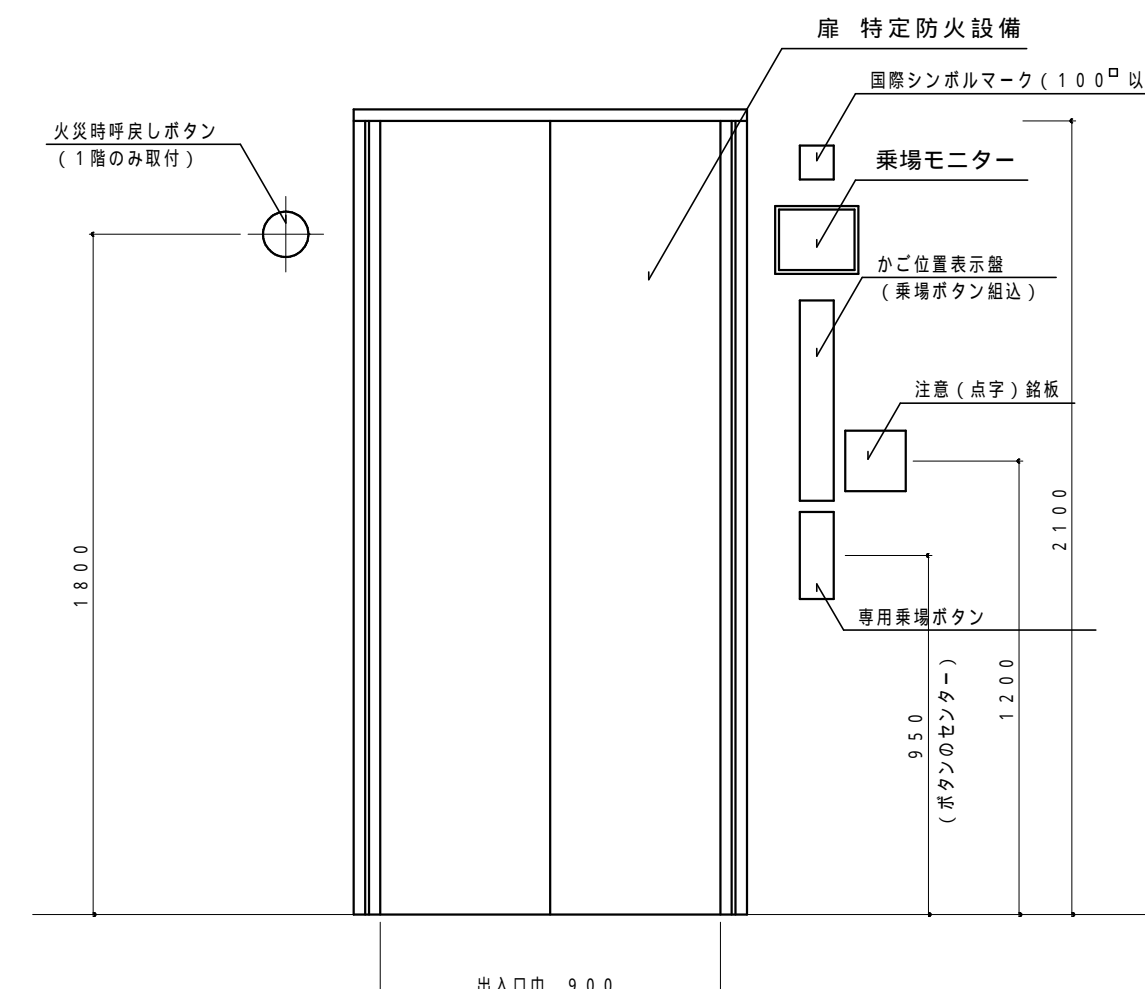 扉 特定防火設備
国際シンボルマーク(100□以
火災時呼戻しボタン
(1階のみ取付)
乗場モニター
かご位置表示盤
(乗場ボタン組込)
注意(点字)銘板
2100
1800
専用乗場ボタン
1200
950
(ボタンのセンター)
出入口巾 900